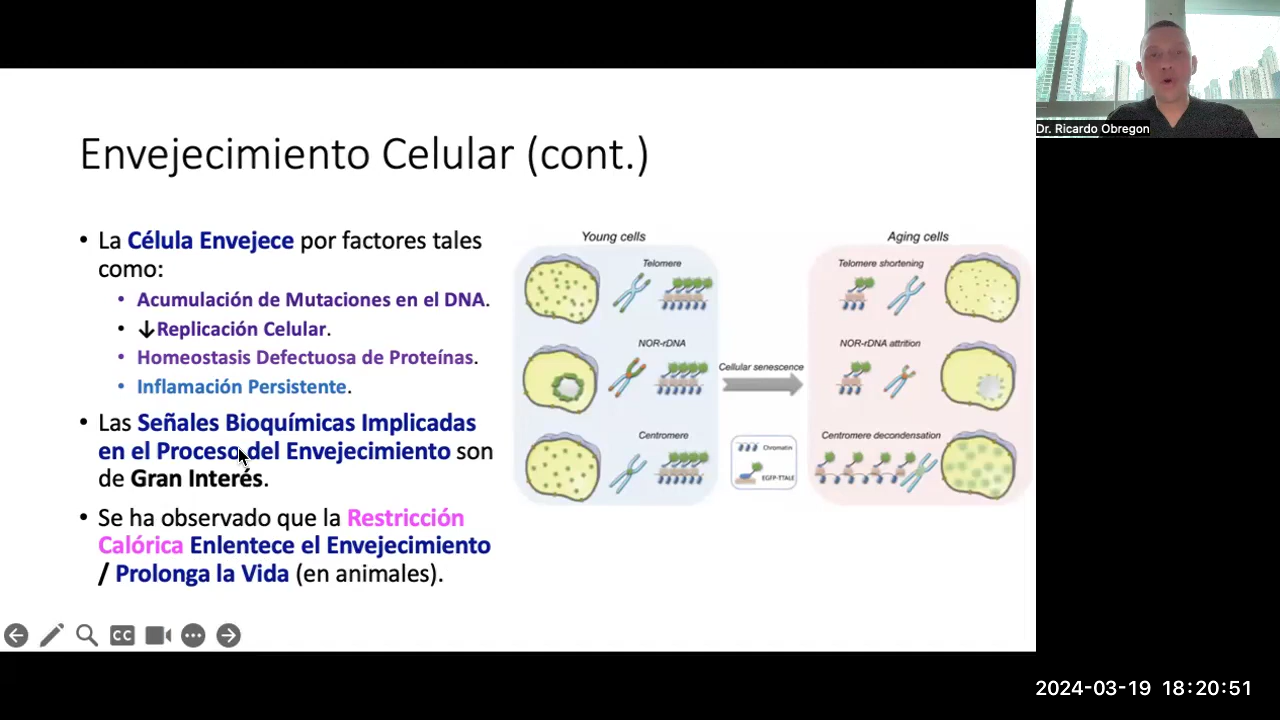 Dr. Ricardo Obregon
Envejecimiento Celular (cont.)
• La Célula Envejece por factores tales
como:
• Acumulación de Mutaciones en el DNA.
• ↓Replicación Celular.
• Homeostasis Defectuosa de Proteínas.
• Inflamación Persistente.
• Las Señales Bioquímicas Implicadas
en el Proceso del Envejecimiento son
de Gran Interés.
• Se ha observado que la Restricción
Calórica Enlentece el Envejecimiento
/ Prolonga la Vida (en animales).
Young cells
Telomere
NOR-rDNA
Centromere
Cellular senescence
Chromatin
EGFP-TTALE
Aging cells
Telomere shortening
NOR-rDNA attrition
Centromere decondensation
CC
2024-03-19 18:20:51